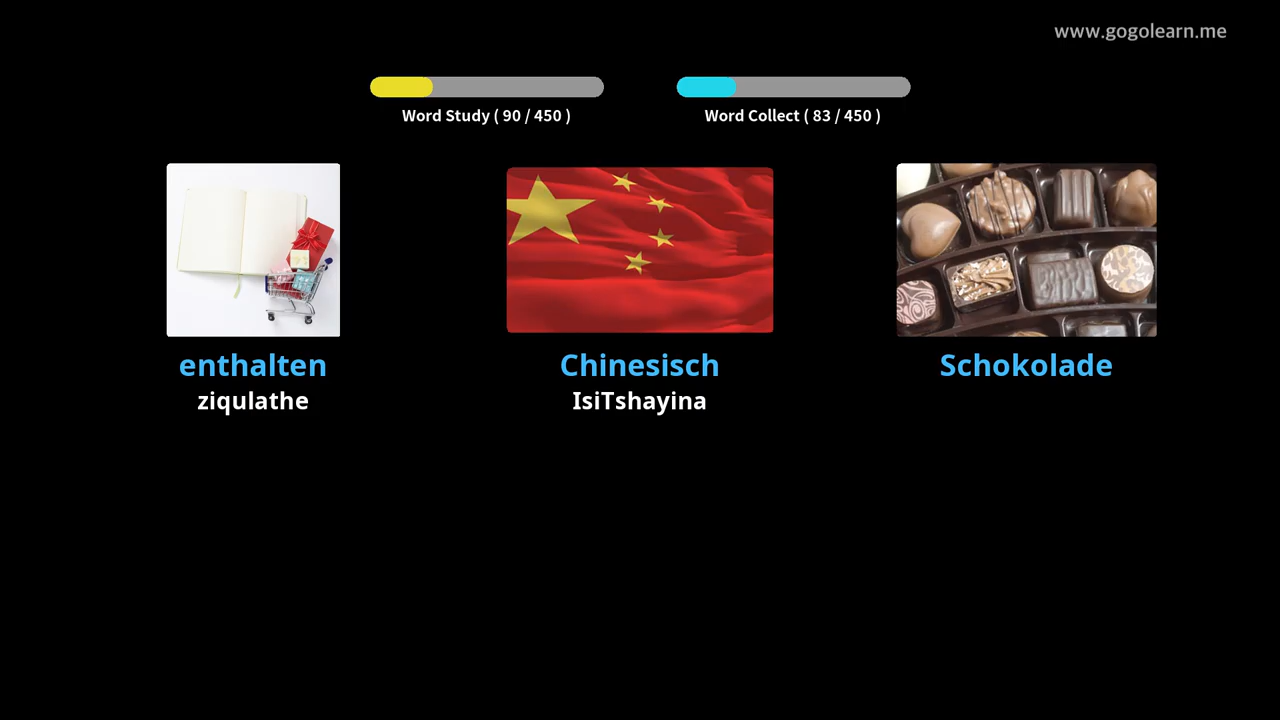 www.gogolearn.me
Word Study ( 90 / 450 )
Word Collect ( 83 / 450 )
enthalten
ziqulathe
Chinesisch
IsiTshayina
Schokolade